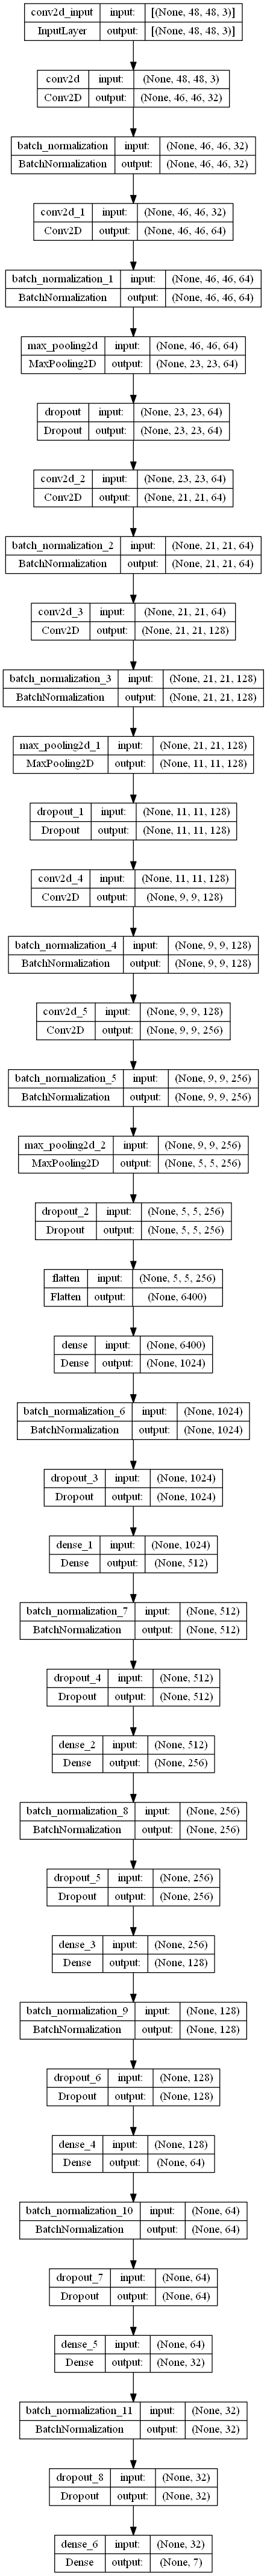 conv2d_input input: [(None, 48, 48, 3)]
InputLayer output: [(None, 48, 48, 3)]
conv2d input: (None, 48, 48, 3)
Conv2D output: (None, 46, 46, 32)
batch_normalization input: (None, 46, 46, 32)
BatchNormalization output: (None, 46, 46, 32)
conv2d_1 input: (None, 46, 46, 32)
Conv2D output: (None, 46, 46, 64)
batch_normalization_1 input: (None, 46, 46, 64)
BatchNormalization output: (None, 46, 46, 64)
max_pooling2d input: (None, 46, 46, 64)
MaxPooling2D output: (None, 23, 23, 64)
dropout input: (None, 23, 23, 64)
Dropout output: (None, 23, 23, 64)
conv2d_2 input: (None, 23, 23, 64)
Conv2D output: (None, 21, 21, 64)
batch_normalization_2 input: (None, 21, 21, 64)
BatchNormalization output: (None, 21, 21, 64)
conv2d_3 input: (None, 21, 21, 64)
Conv2D output: (None, 21, 21, 128)
batch_normalization_3 input: (None, 21, 21, 128)
BatchNormalization output: (None, 21, 21, 128)
max_pooling2d_1 input: (None, 21, 21, 128)
MaxPooling2D output: (None, 11, 11, 128)
dropout_1 input: (None, 11, 11, 128)
Dropout output: (None, 11, 11, 128)
conv2d_4 input: (None, 11, 11, 128)
Conv2D output: (None, 9, 9, 128)
batch_normalization_4 input: (None, 9, 9, 128)
BatchNormalization output: (None, 9, 9, 128)
conv2d_5 input: (None, 9, 9, 128)
Conv2D output: (None, 9, 9, 256)
batch_normalization_5 input: (None, 9, 9, 256)
BatchNormalization output: (None, 9, 9, 256)
max_pooling2d_2 input: (None, 9, 9, 256)
MaxPooling2D output: (None, 5, 5, 256)
dropout_2 input: (None, 5, 5, 256)
Dropout output: (None, 5, 5, 256)
flatten input: (None, 5, 5, 256)
Flatten output: (None, 6400)
dense input: (None, 6400)
Dense output: (None, 1024)
batch_normalization_6 input: (None, 1024)
BatchNormalization output: (None, 1024)
dropout_3 input: (None, 1024)
Dropout output: (None, 1024)
dense_1 input: (None, 1024)
Dense output: (None, 512)
batch_normalization_7 input: (None, 512)
BatchNormalization output: (None, 512)
dropout_4 input: (None, 512)
Dropout output: (None, 512)
dense_2 input: (None, 512)
Dense output: (None, 256)
batch_normalization_8 input: (None, 256)
BatchNormalization output: (None, 256)
dropout_5 input: (None, 256)
Dropout output: (None, 256)
dense_3 input: (None, 256)
Dense output: (None, 128)
batch_normalization_9 input: (None, 128)
BatchNormalization output: (None, 128)
dropout_6 input: (None, 128)
Dropout output: (None, 128)
dense_4 input: (None, 128)
Dense output: (None, 64)
batch_normalization_10 input: (None, 64)
BatchNormalization output: (None, 64)
dropout_7 input: (None, 64)
Dropout output: (None, 64)
dense_5 input: (None, 64)
Dense output: (None, 32)
batch_normalization_11 input: (None, 32)
BatchNormalization output: (None, 32)
dropout_8 input: (None, 32)
Dropout output: (None, 32)
dense_6 input: (None, 32)
Dense output: (None, 7)